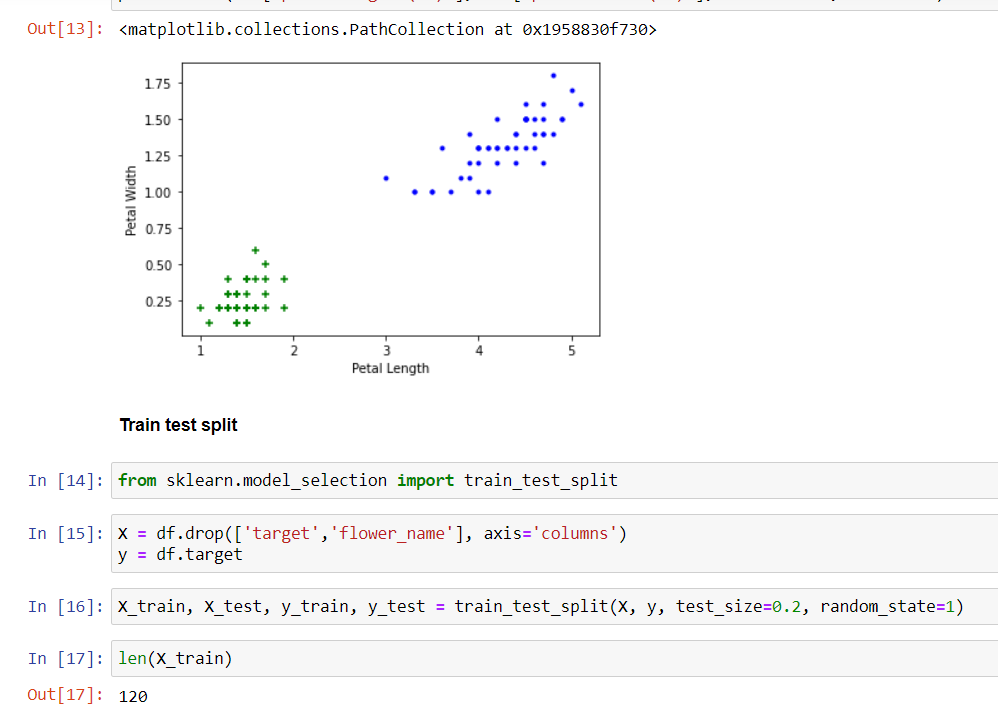 Out[13]: <matplotlib.collections.PathCollection at 0x1958830f730>
1.75
1.50
1.25
1.00
0.75
0.50
0.25
Petal Width
1 2 3 4 5
Petal Length
Train test split
In [14]: from sklearn.model_selection import train_test_split
In [15]: X = df.drop(['target','flower_name'], axis='columns')
y = df.target
In [16]: X_train, X_test, y_train, y_test = train_test_split(X, y, test_size=0.2, random_state=1)
In [17]: len(X_train)
Out[17]: 120